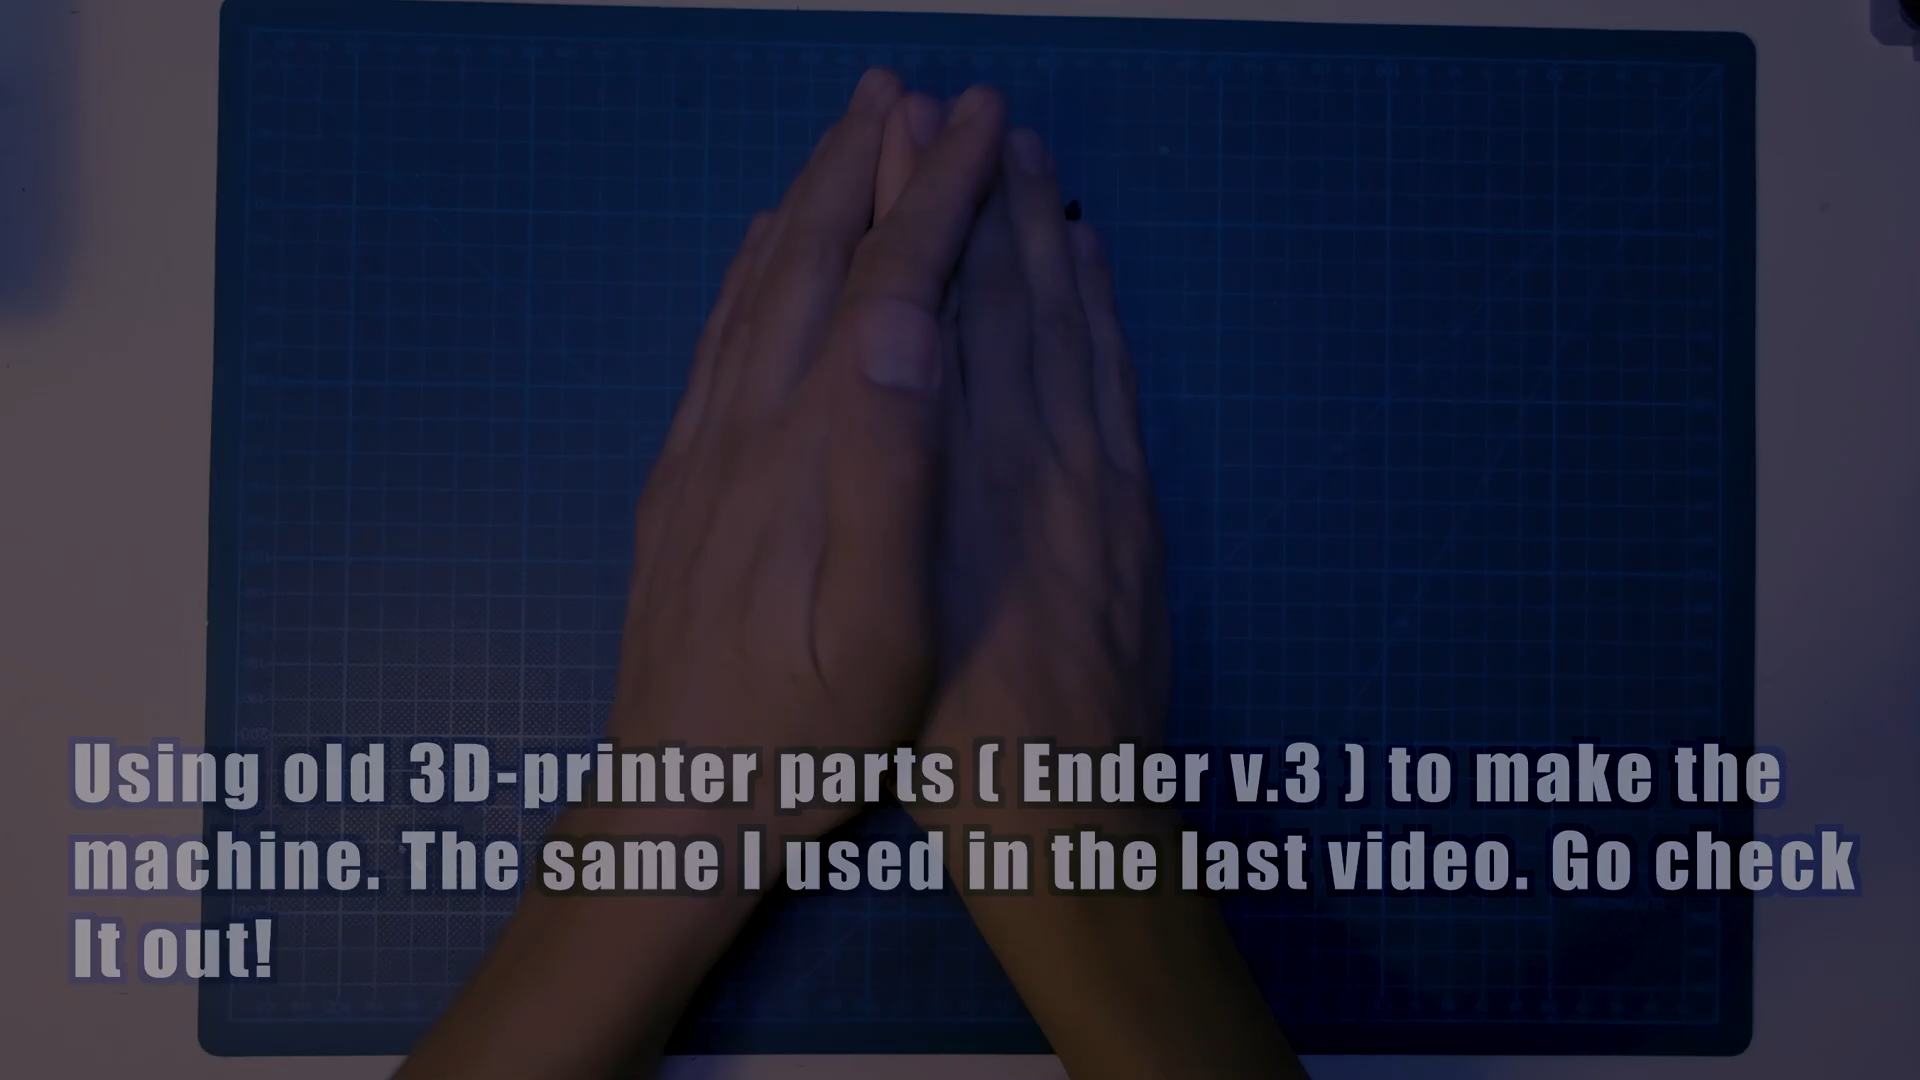 Using old 3D-printer parts ( Ender v.3 ) to make the
machine. The same I used in the last video. Go check
It out!